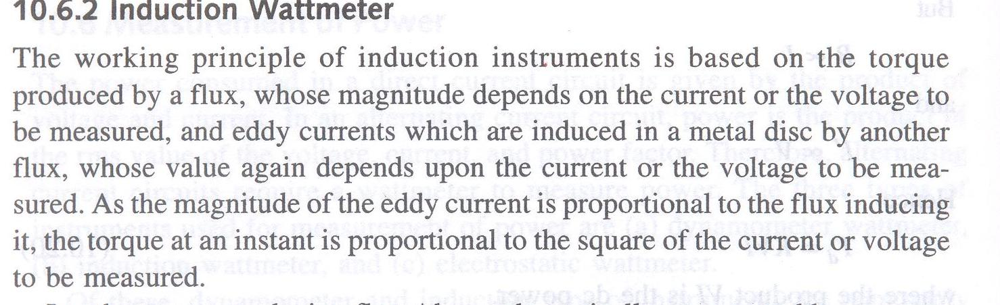 10.6.2 Induction Wattmeter
The working principle of induction instruments is based on the torque
produced by a flux, whose magnitude depends on the current or the voltage to
be measured, and eddy currents which are induced in a metal disc by another
flux, whose value again depends upon the current or the voltage to be mea-
sured. As the magnitude of the eddy current is proportional to the flux inducing
it, the torque at an instant is proportional to the square of the current or voltage
to be measured.